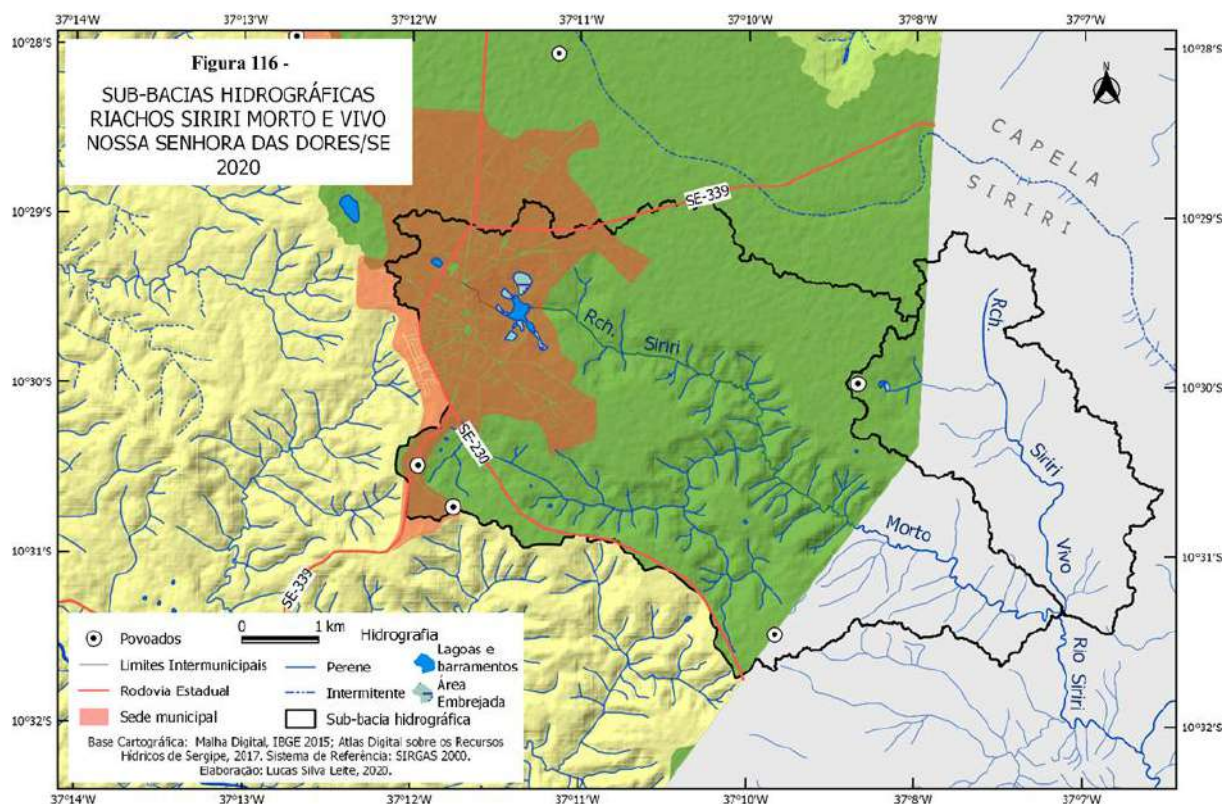 37°14'W 37°13'W 37°12'W 37°11'W 37°10'W 37°9'W 37°8'W 37°7'W
10°28'S 10°28'S
Figura 116 -
SUB-BACIAS HIDROGRÁFICAS
RIACHOS SIRIRI MORTO E VIVO
NOSSA SENHORA DAS DORES/SE
2020
N
CAPELA
SIRIRI
SE-339
10°29'S 10°29'S
Rch. Siriri
Rch.
10°30'S 10°30'S
SE-230
Siriri
Morto
Vivo
10°31'S 10°31'S
SE-339
Rio Siriri
0 1 km
Povoados
Limites Intermunicipais
Rodovia Estadual
Sede municipal
Hidrografia
Perene
Intermitente
Sub-bacia hidrográfica
Lagoas e
barramentos
Área
Embrejada
10°32'S 10°32'S
Base Cartográfica: Malha Digital, IBGE 2015; Atlas Digital sobre os Recursos
Hídricos de Sergipe, 2017. Sistema de Referência: SIRGAS 2000.
Elaboração: Lucas Silva Leite, 2020.
37°14'W 37°13'W 37°12'W 37°11'W 37°10'W 37°9'W 37°8'W 37°7'W